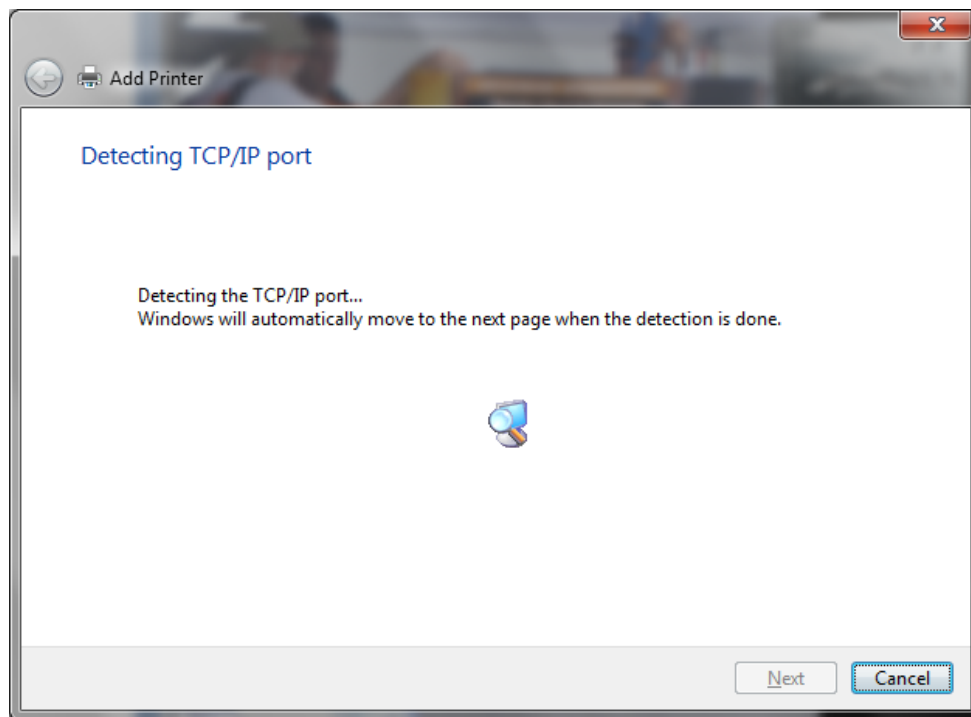 Add Printer
Detecting TCP/IP port
Detecting the TCP/IP port...
Windows will automatically move to the next page when the detection is done.
Next
Cancel